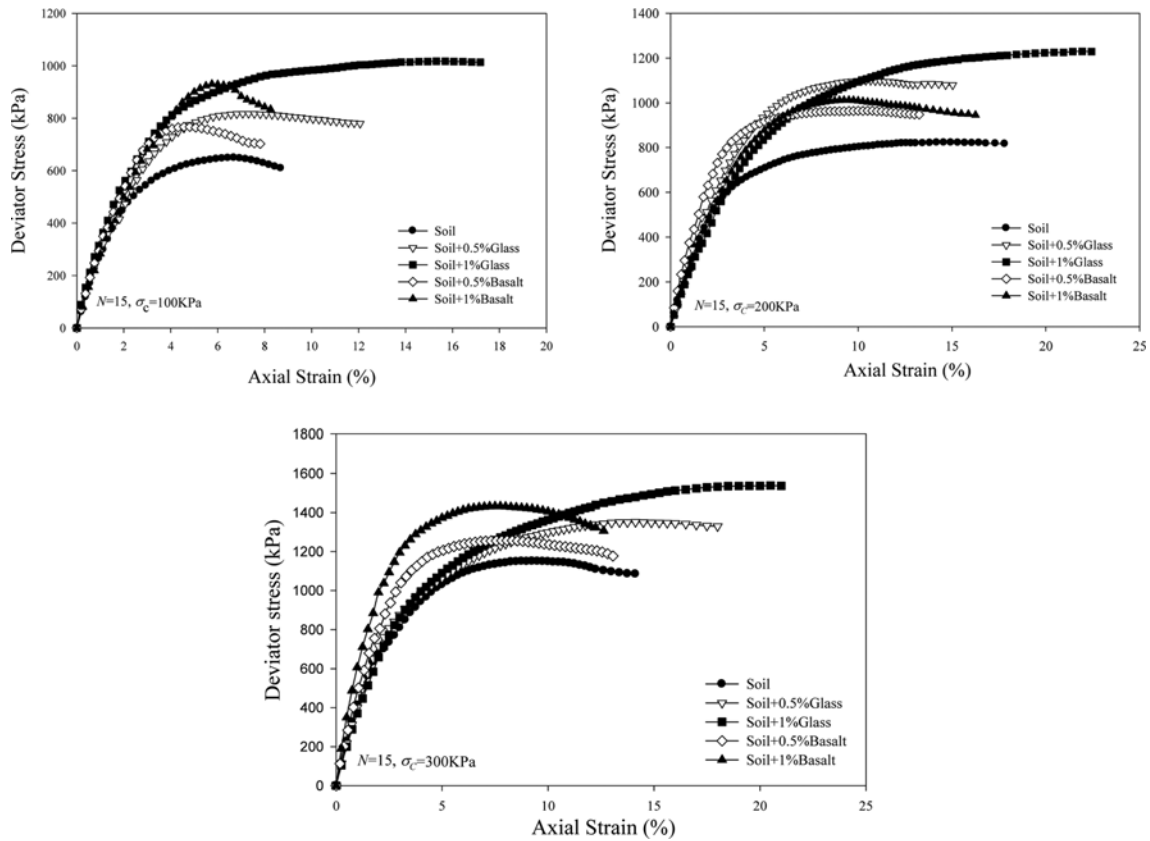 1200
1000
800
600
400
200
0
Deviator Stress (kPa)
Soil
Soil+0.5%Glass
Soil+1%Glass
Soil+0.5%Basalt
Soil+1%Basalt
N=15, σc=100KPa
0 2 4 6 8 10 12 14 16 18 20
Axial Strain (%)
1400
1200
1000
800
600
400
200
0
Deviator Stress (kPa)
Soil
Soil+0.5%Glass
Soil+1%Glass
Soil+0.5%Basalt
Soil+1%Basalt
N=15, σC=200KPa
0 5 10 15 20 25
Axial Strain (%)
1800
1600
1400
1200
1000
800
600
400
200
0
Deviator stress (kPa)
Soil
Soil+0.5%Glass
Soil+1%Glass
Soil+0.5%Basalt
Soil+1%Basalt
N=15, σC=300KPa
0 5 10 15 20 25
Axial Strain (%)